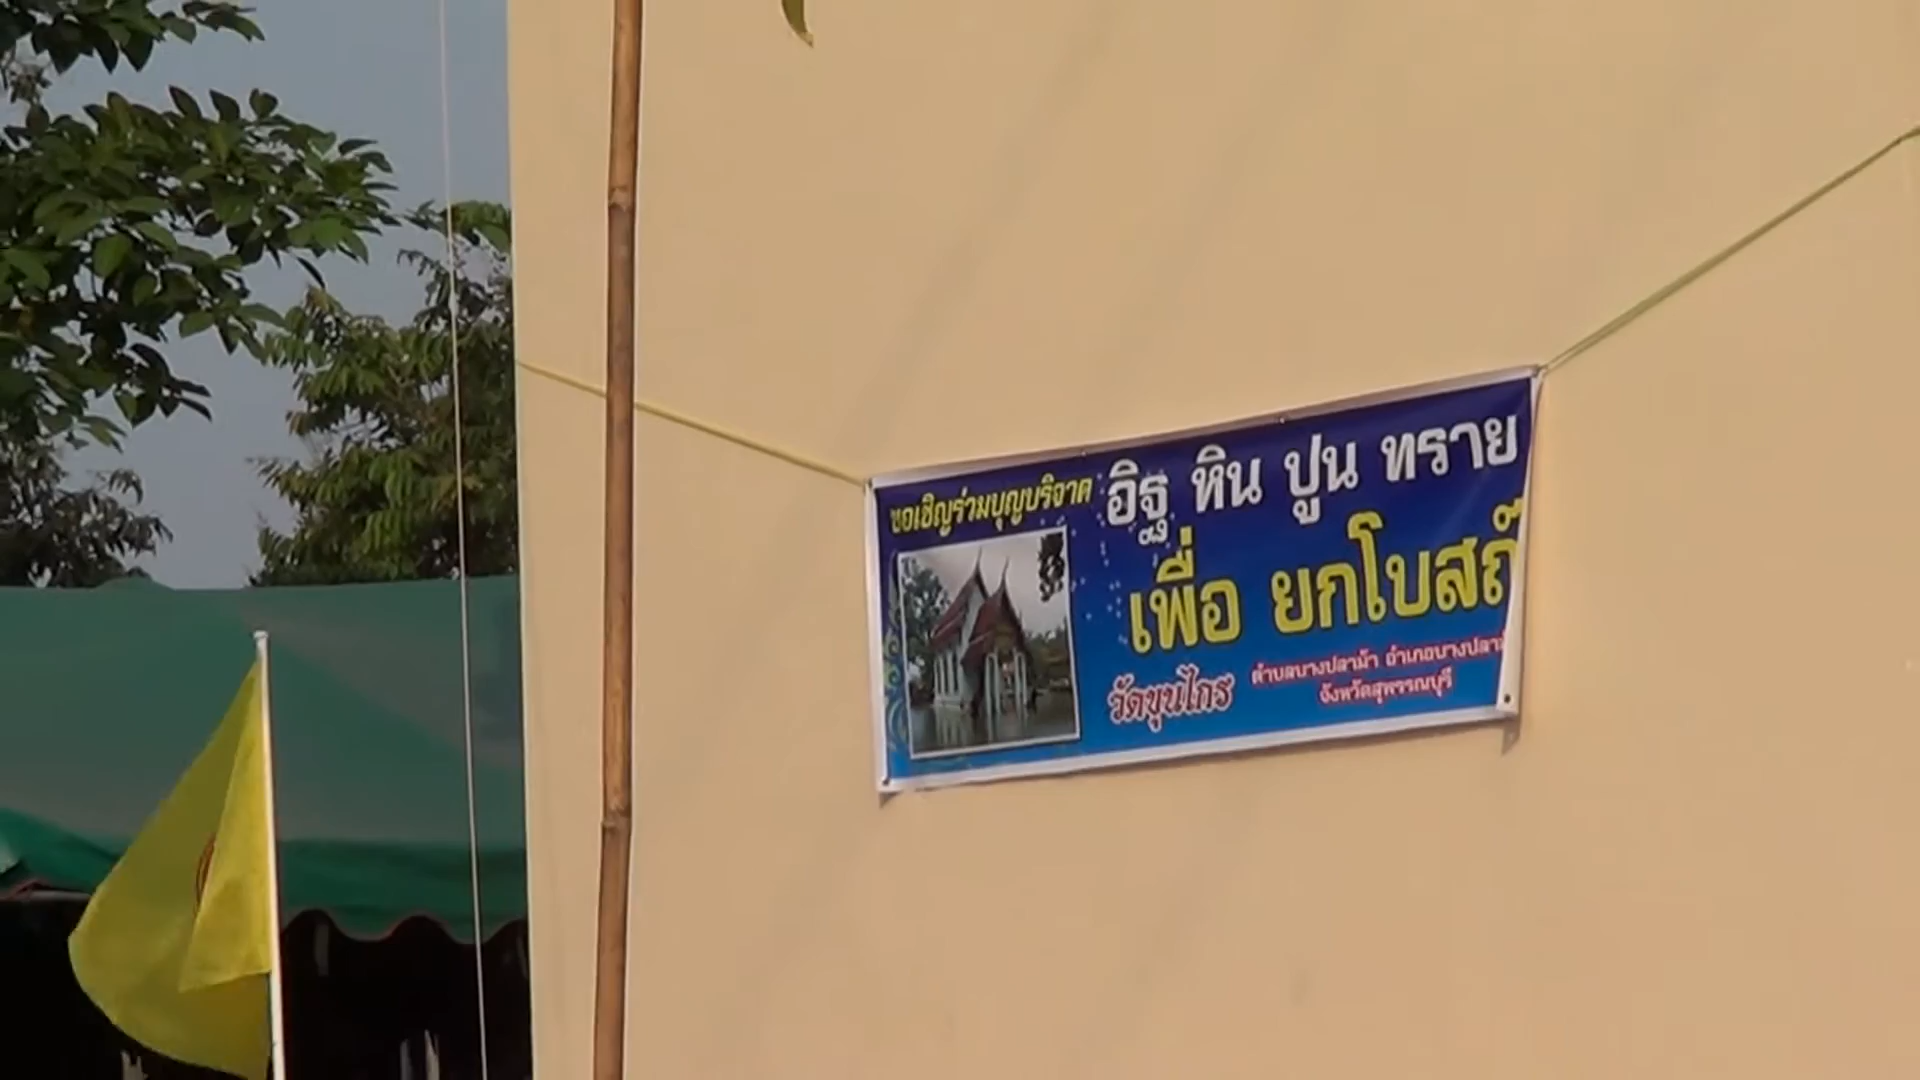 ขอเชิญร่วมบุญบริจาค
อิฐ หิน ปูน ทราย
เพื่อ ยกโบสถ์
วัดขุนไกร
ตำบลบางปลาม้า อำเภอบางปลา
จังหวัดสุพรรณบุรี